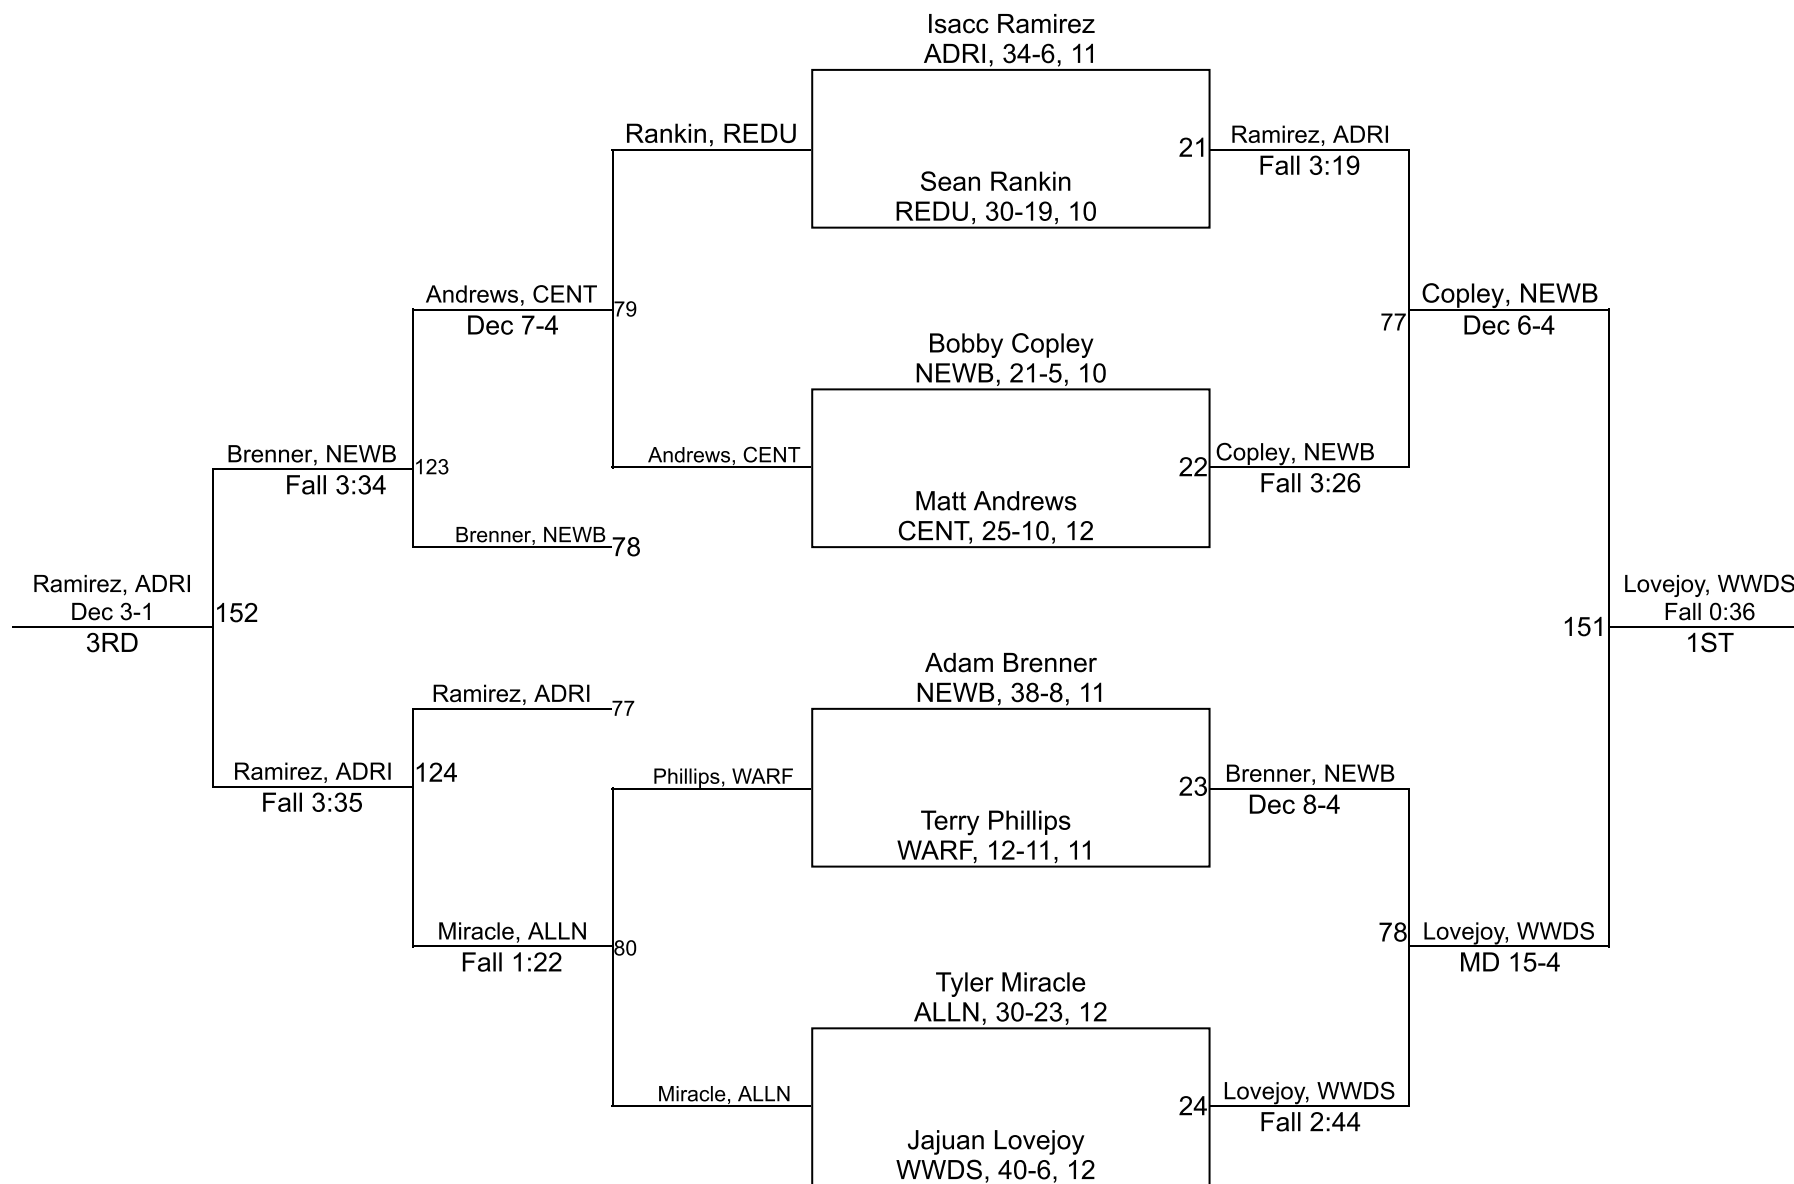 Isacc Ramirez
ADRI, 34-6, 11
Rankin, REDU
21
Ramirez, ADRI
Fall 3:19
Sean Rankin
REDU, 30-19, 10
Andrews, CENT
Dec 7-4
79
Copley, NEWB
Dec 6-4
77
Bobby Copley
NEWB, 21-5, 10
Brenner, NEWB
Fall 3:34
123
Andrews, CENT
22
Copley, NEWB
Fall 3:26
Matt Andrews
CENT, 25-10, 12
Brenner, NEWB
78
Ramirez, ADRI
Dec 3-1
3RD
152
151
Lovejoy, WWDS
Fall 0:36
1ST
Adam Brenner
NEWB, 38-8, 11
Ramirez, ADRI
77
Ramirez, ADRI
Fall 3:35
124
Phillips, WARF
23
Brenner, NEWB
Dec 8-4
Terry Phillips
WARF, 12-11, 11
Miracle, ALLN
Fall 1:22
80
78
Lovejoy, WWDS
MD 15-4
Tyler Miracle
ALLN, 30-23, 12
Miracle, ALLN
24
Lovejoy, WWDS
Fall 2:44
Jajuan Lovejoy
WWDS, 40-6, 12